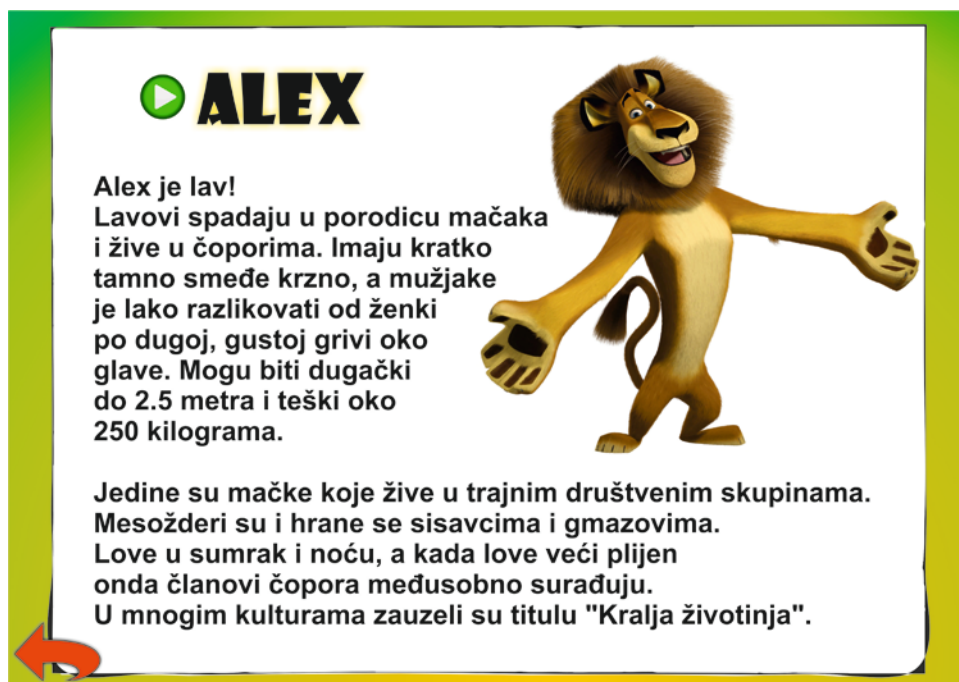 ALEX
Alex je lav!
Lavovi spadaju u porodicu mačaka
i žive u čoporima. Imaju kratko
tamno smeđe krzno, a mužjake
je lako razlikovati od ženki
po dugoj, gustoj grivi oko
glave. Mogu biti dugački
do 2.5 metra i teški oko
250 kilograma.
Jedine su mačke koje žive u trajnim društvenim skupinama.
Mesožderi su i hrane se sisavcima i gmazovima.
Love u sumrak i noću, a kada love veći plijen
onda članovi čopora međusobno surađuju.
U mnogim kulturama zauzeli su titulu "Kralja životinja".